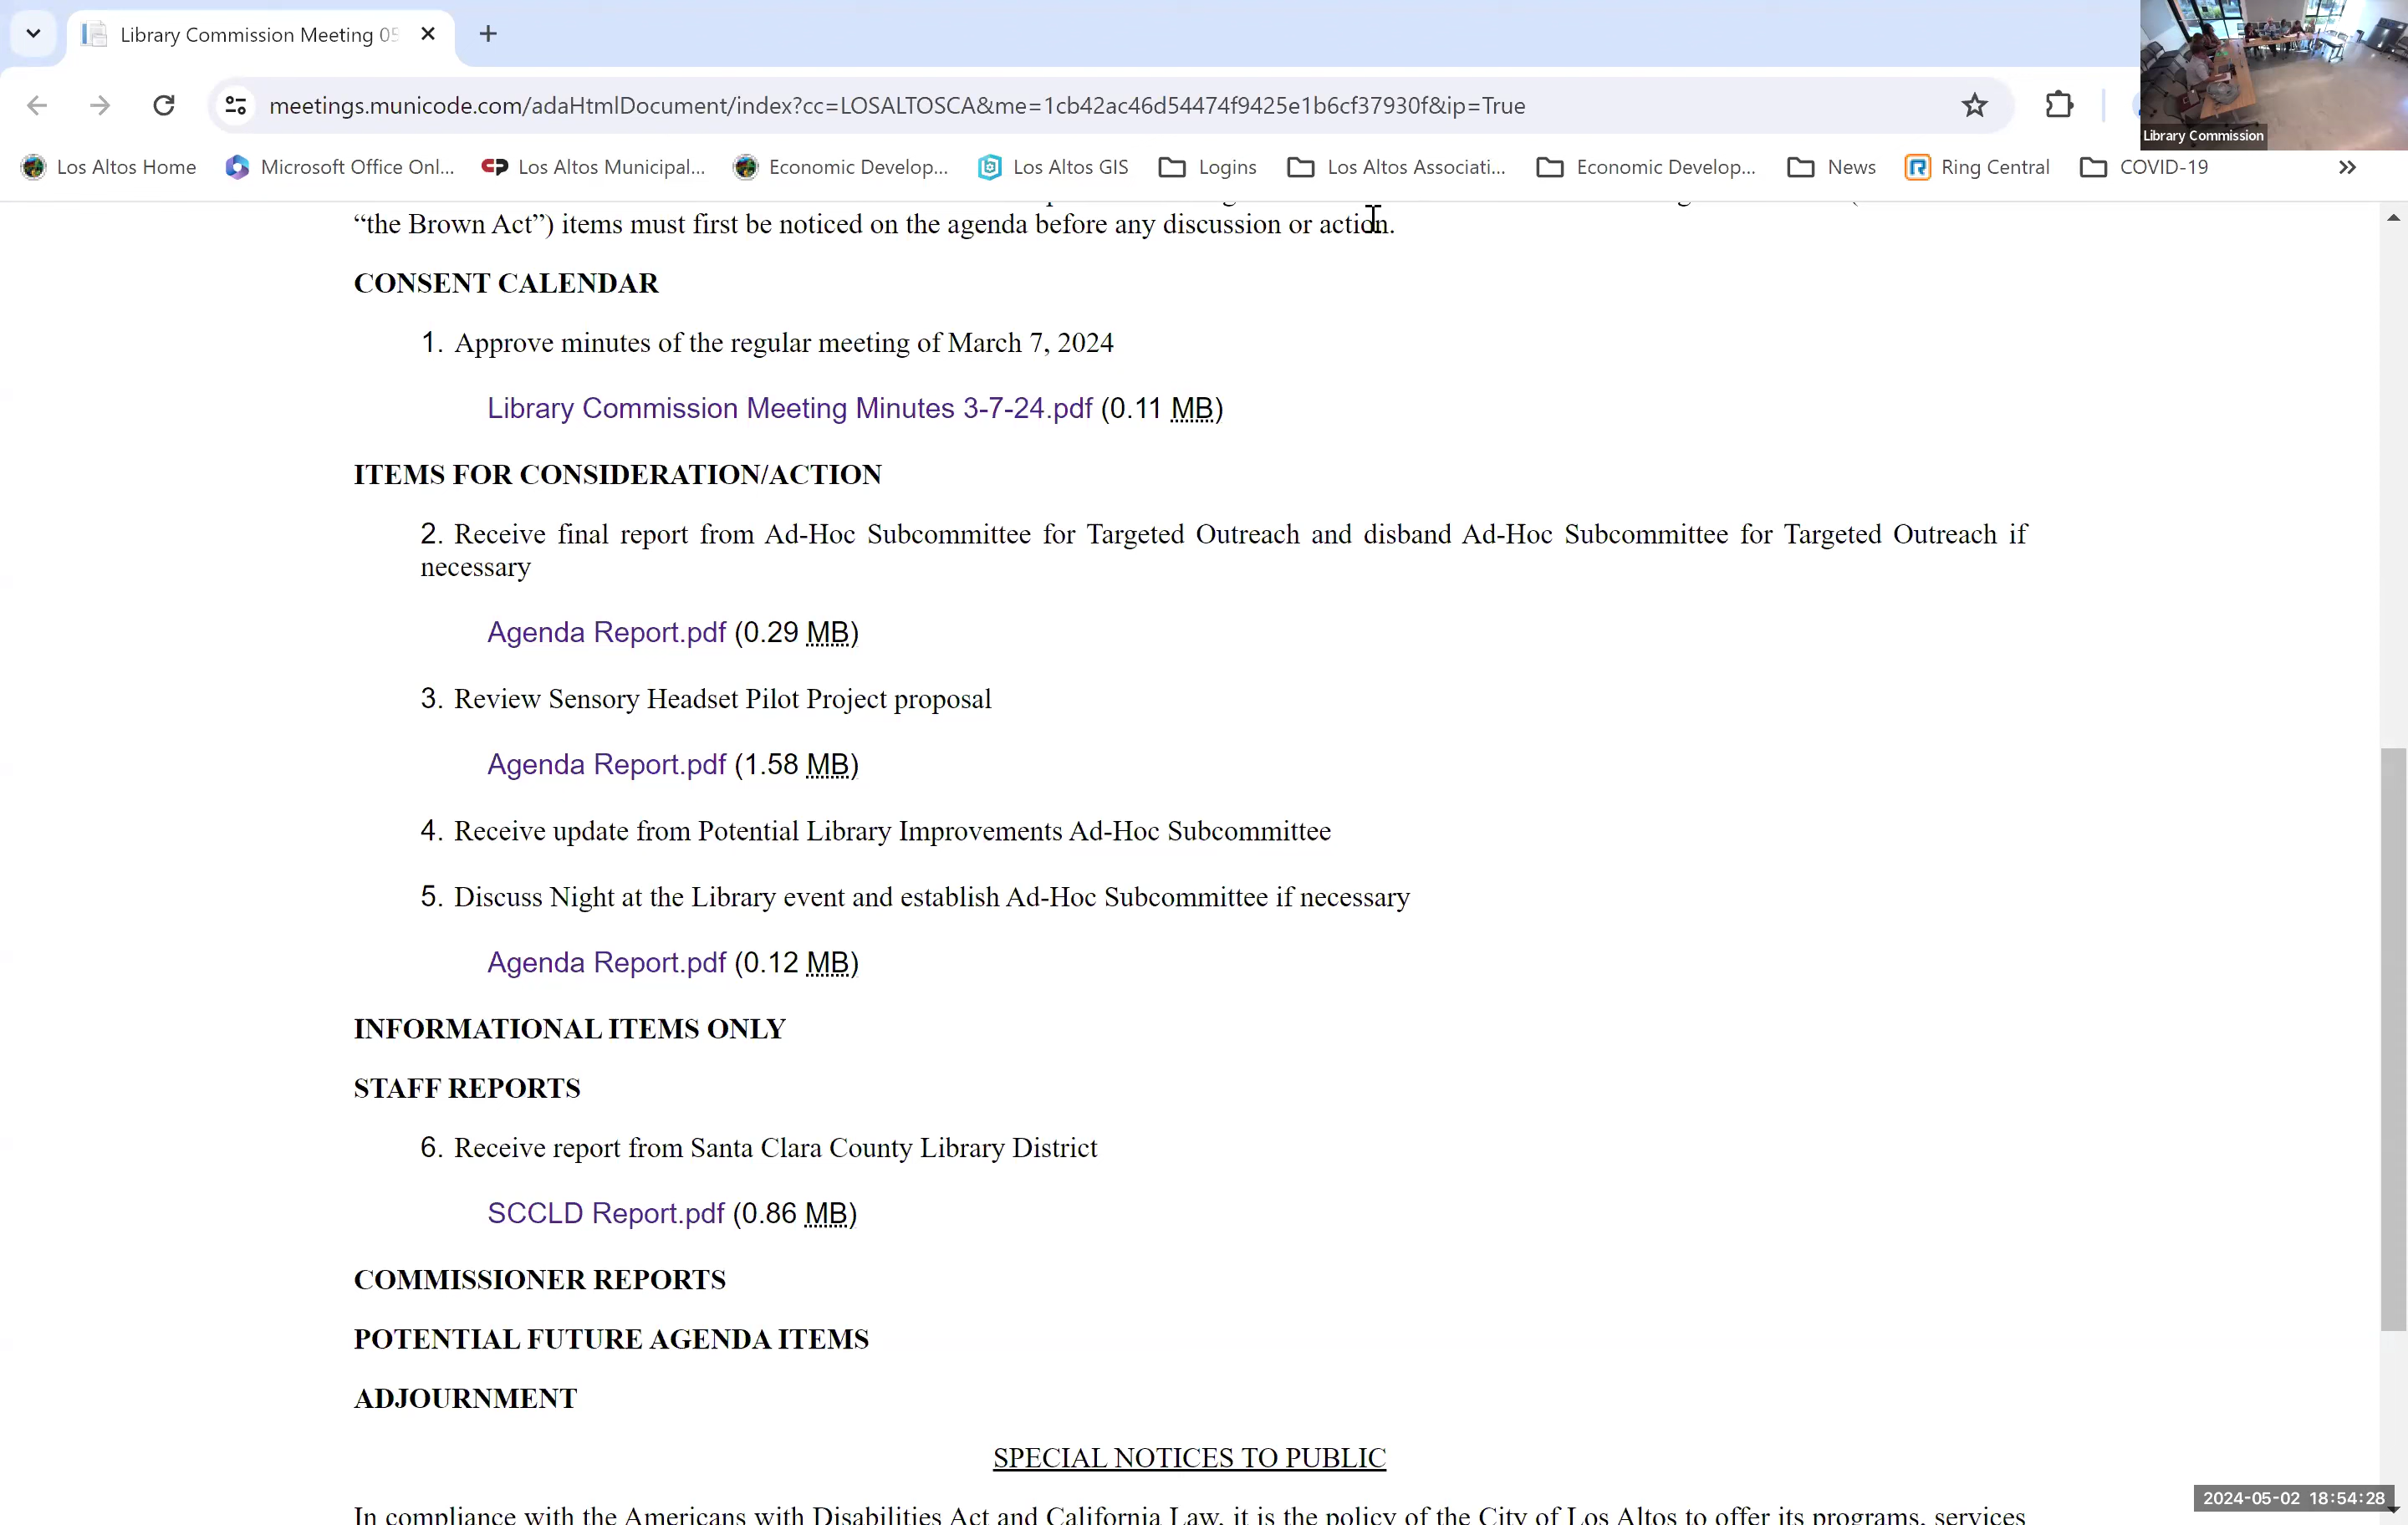 Library Commission Meeting 05
meetings.municode.com/adaHtmlDocument/index?cc=LOSALTOSCA&me=1cb42ac46d54474f9425e1b6cf37930f&ip=True
Library Commission
Los Altos Home Microsoft Office Onl... Los Altos Municipal... Economic Develop... Los Altos GIS Logins Los Altos Associati... Economic Develop... News Ring Central COVID-19
“the Brown Act”) items must first be noticed on the agenda before any discussion or action.
CONSENT CALENDAR
1. Approve minutes of the regular meeting of March 7, 2024
Library Commission Meeting Minutes 3-7-24.pdf (0.11 MB)
ITEMS FOR CONSIDERATION/ACTION
2. Receive final report from Ad-Hoc Subcommittee for Targeted Outreach and disband Ad-Hoc Subcommittee for Targeted Outreach if
necessary
Agenda Report.pdf (0.29 MB)
3. Review Sensory Headset Pilot Project proposal
Agenda Report.pdf (1.58 MB)
4. Receive update from Potential Library Improvements Ad-Hoc Subcommittee
5. Discuss Night at the Library event and establish Ad-Hoc Subcommittee if necessary
Agenda Report.pdf (0.12 MB)
INFORMATIONAL ITEMS ONLY
STAFF REPORTS
6. Receive report from Santa Clara County Library District
SCCLD Report.pdf (0.86 MB)
COMMISSIONER REPORTS
POTENTIAL FUTURE AGENDA ITEMS
ADJOURNMENT
SPECIAL NOTICES TO PUBLIC
In compliance with the Americans with Disabilities Act and California Law, it is the policy of the City of Los Altos to offer its programs, services
2024-05-02 18:54:28